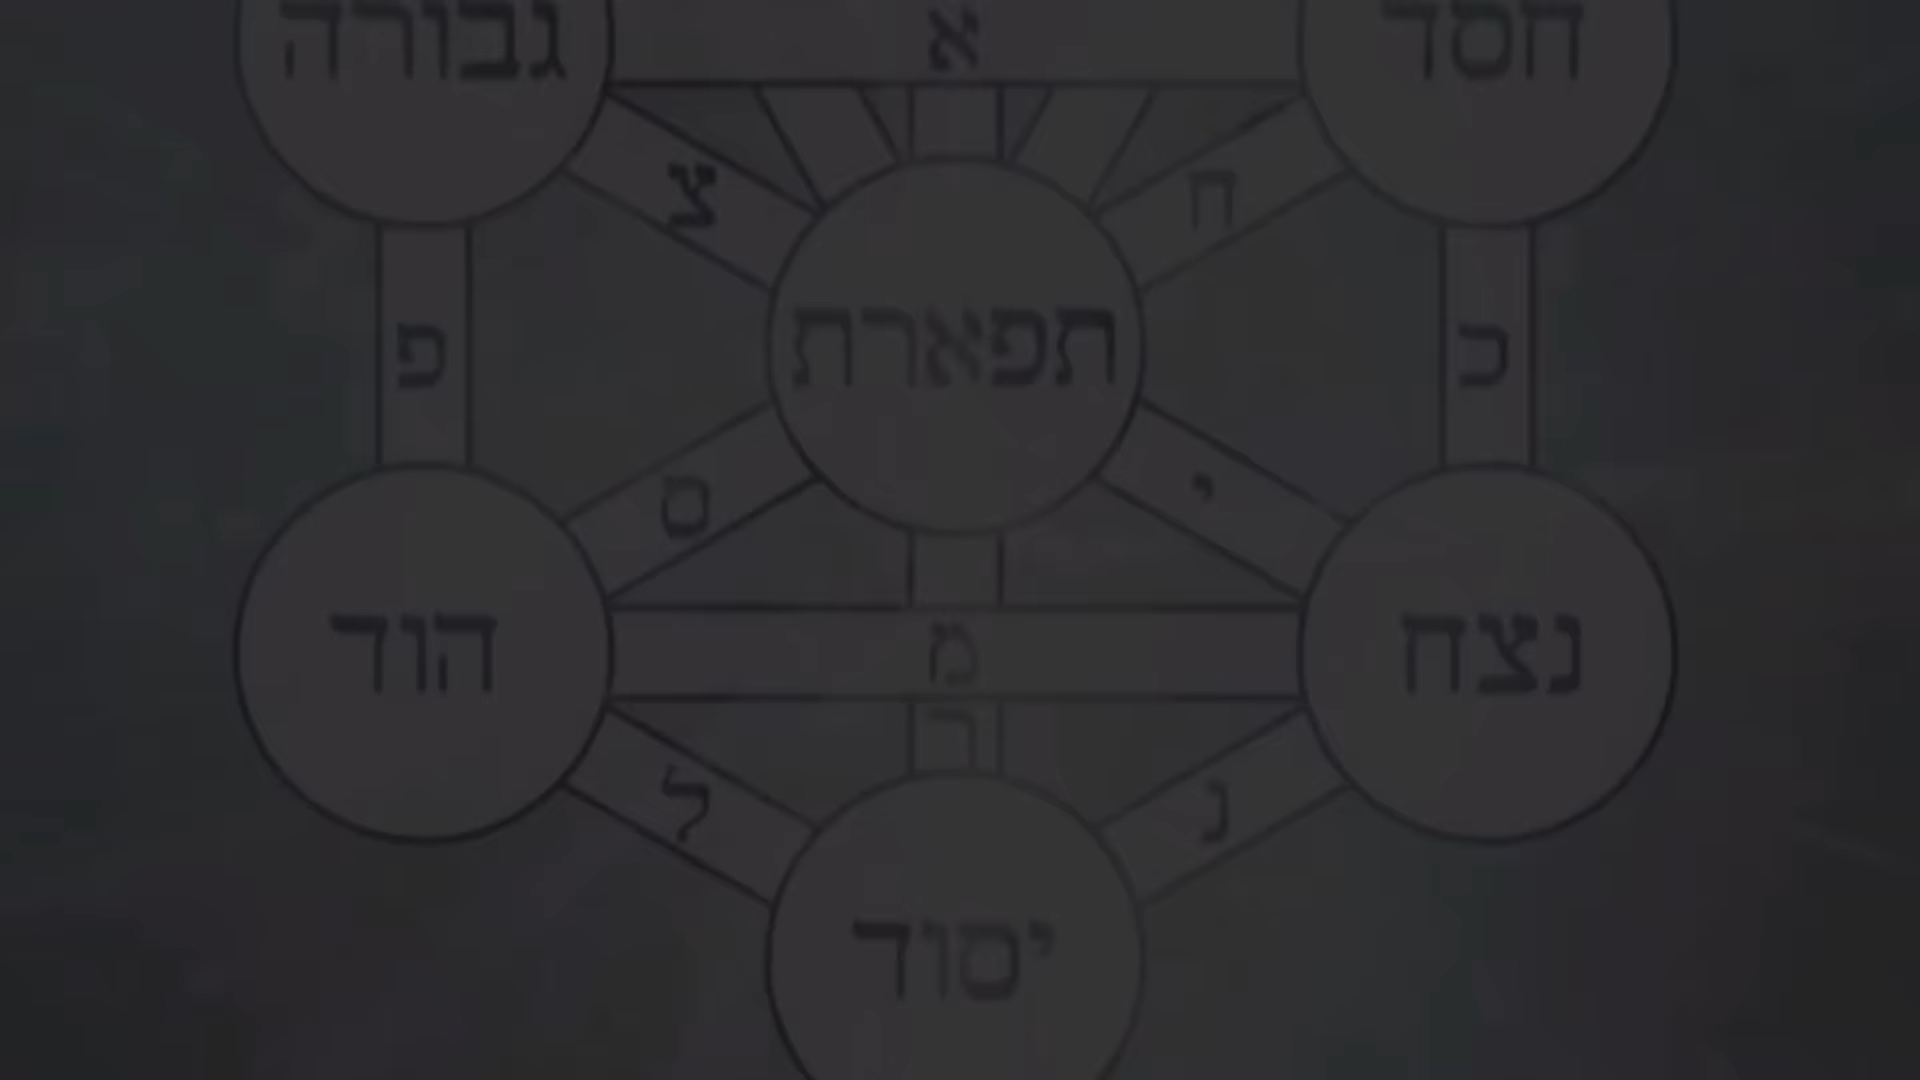 חסד א גבורה
ח צ
כ תפארת פ
י ס
נצח מ הוד
ר
נ ל
יסוד